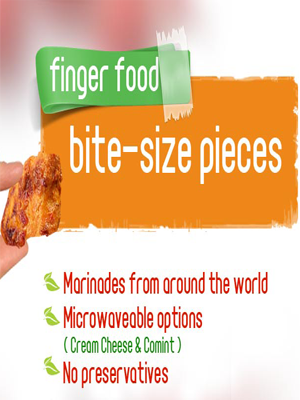 finger food
bite-size pieces
Marinades from around the world
Microwaveable options
( Cream Cheese & Comint )
No preservatives